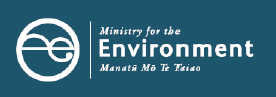 Ministry for the
Environment
Manatū Mō Te Taiao